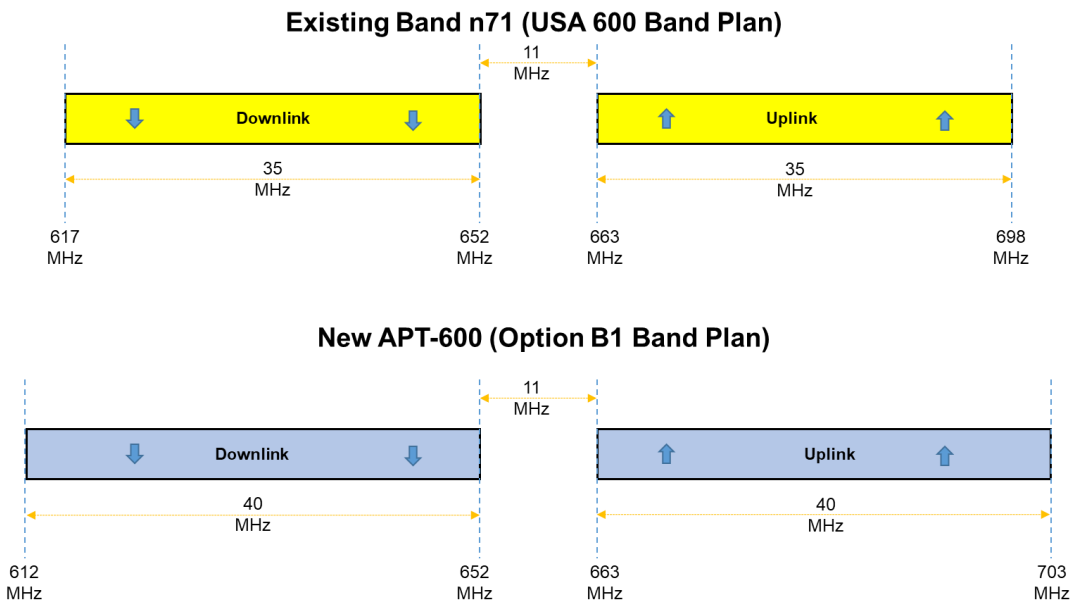 Existing Band n71 (USA 600 Band Plan)
11
MHz
Downlink
Uplink
35
MHz
35
MHz
617
MHz
652
MHz
663
MHz
698
MHz
New APT-600 (Option B1 Band Plan)
11
MHz
Downlink
Uplink
40
MHz
40
MHz
612
MHz
652
MHz
663
MHz
703
MHz